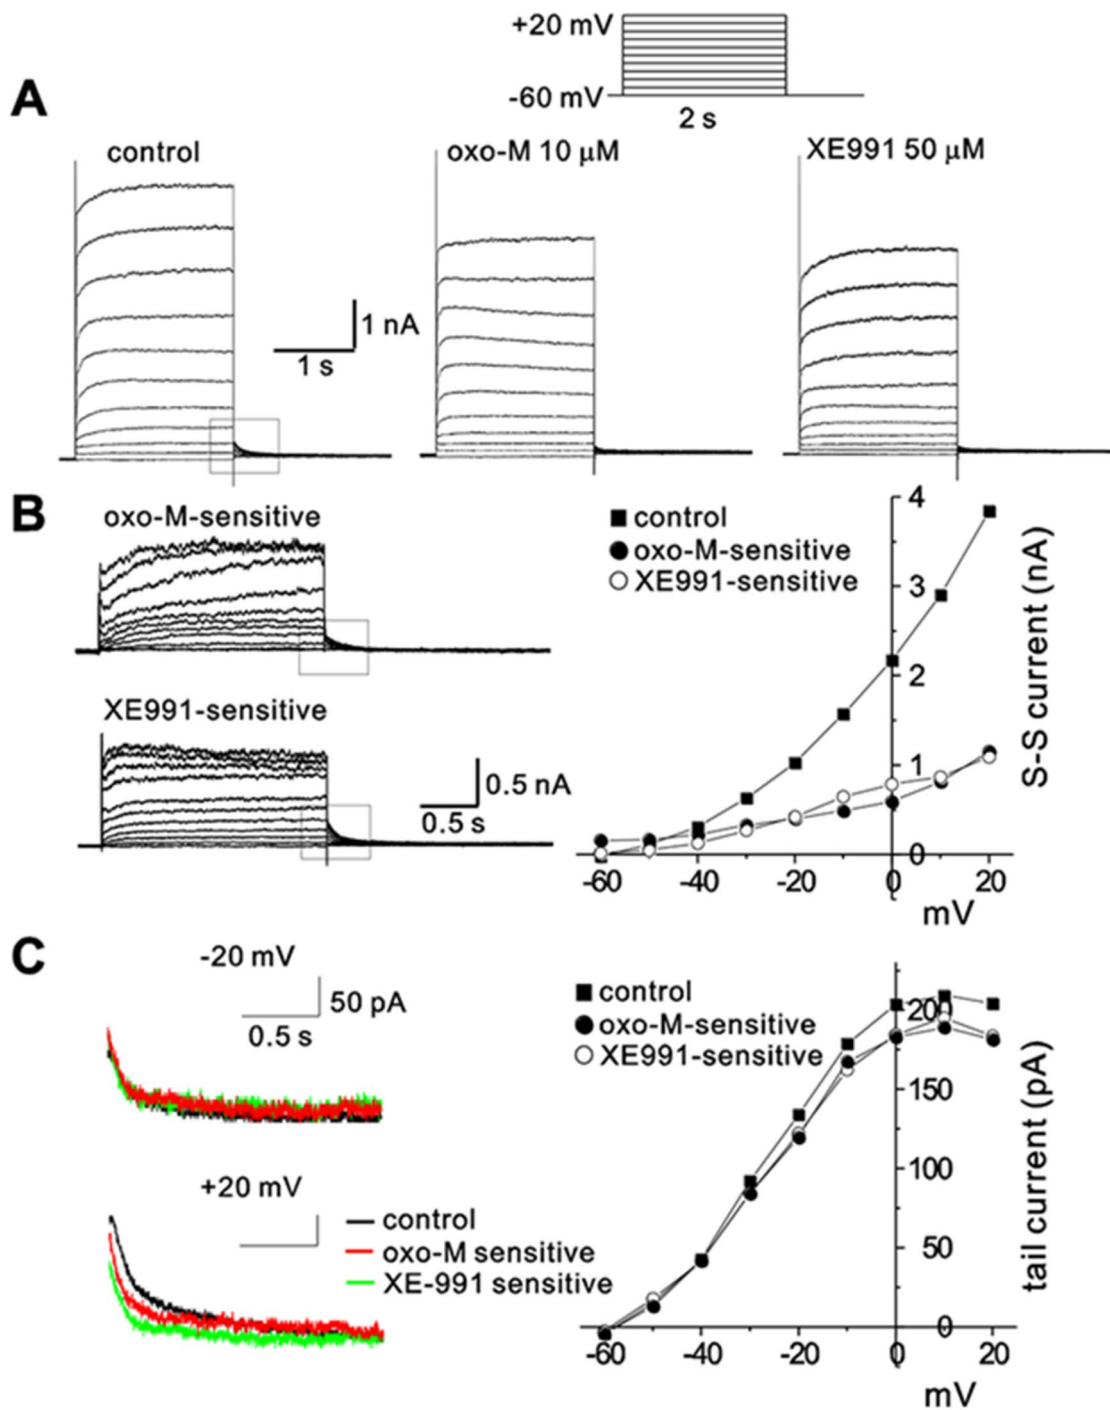 +20 mV
-60 mV
2 s
A
control
oxo-M 10 μM
XE991 50 μM
1 nA
1 s
B
oxo-M-sensitive
XE991-sensitive
0.5 nA
0.5 s
control
oxo-M-sensitive
XE991-sensitive
4
3
2
1
0
S-S current (nA)
-60 -40 -20 0 20
mV
C
-20 mV
50 pA
0.5 s
+20 mV
control
oxo-M sensitive
XE-991 sensitive
control
oxo-M-sensitive
XE991-sensitive
200
150
100
50
0
tail current (pA)
-60 -40 -20 0 20
mV